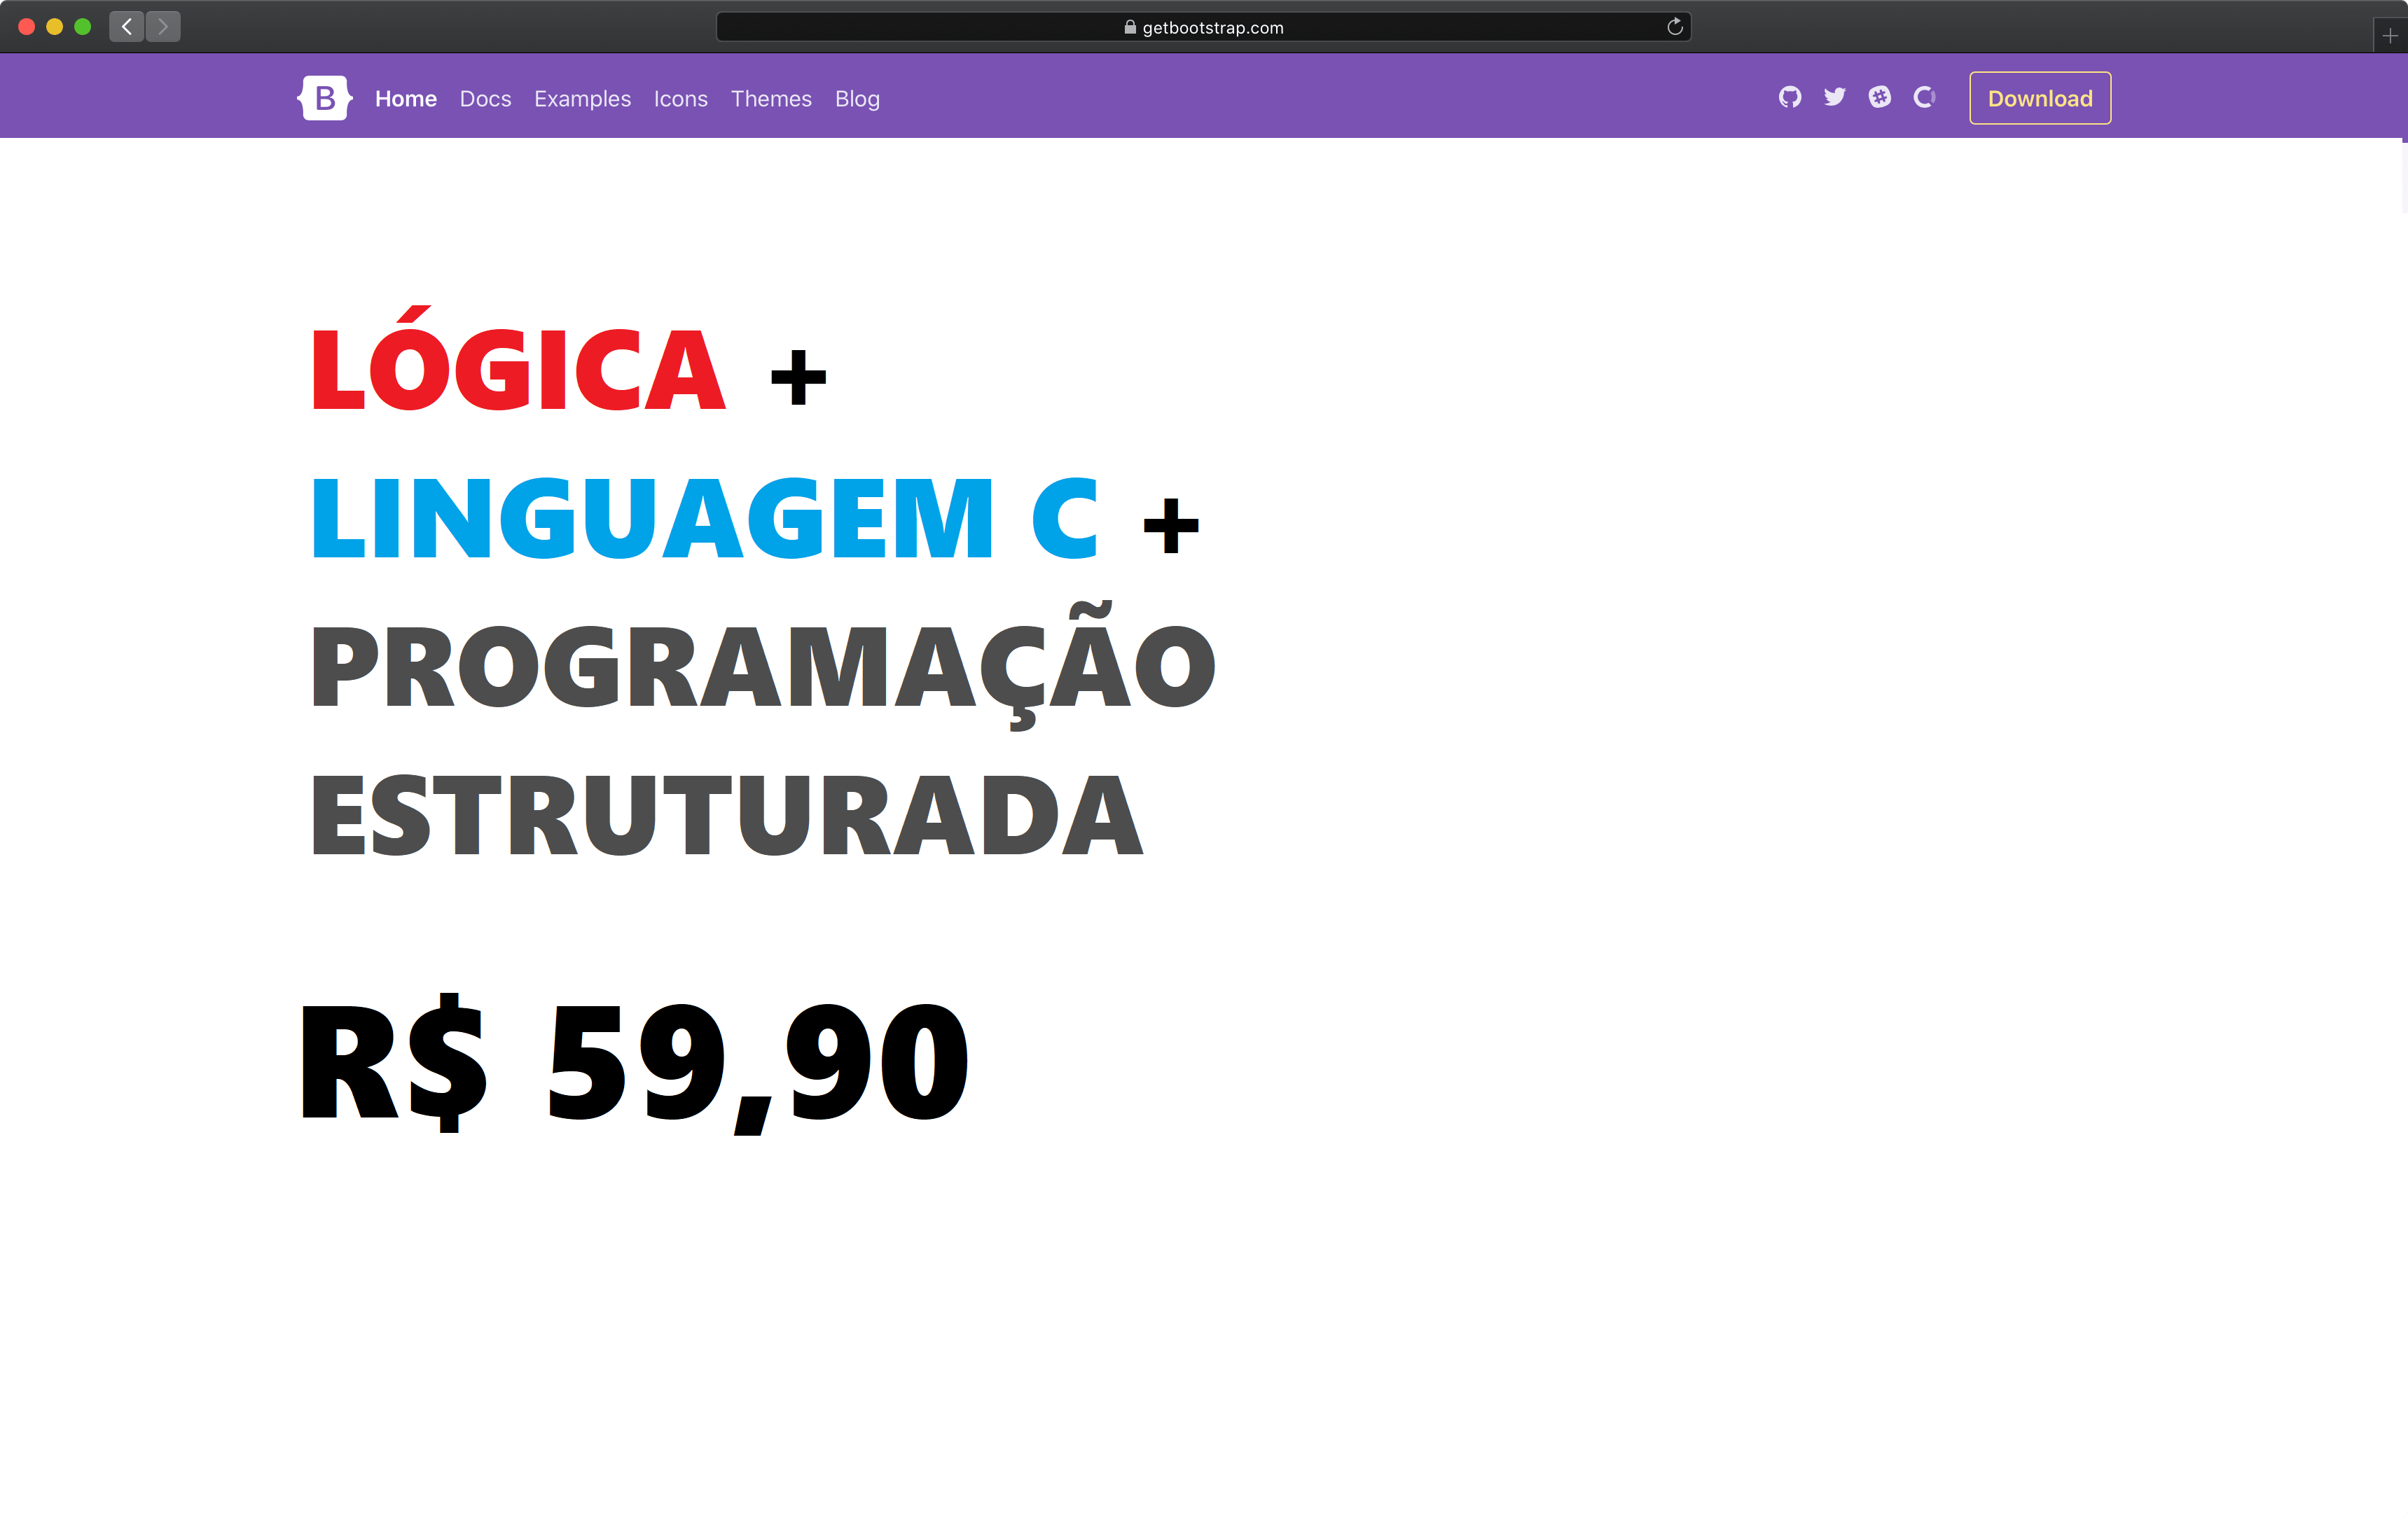 getbootstrap.com
B Home Docs Examples Icons Themes Blog Download
LÓGICA +
LINGUAGEM C +
PROGRAMAÇÃO
ESTRUTURADA
R$ 59,90